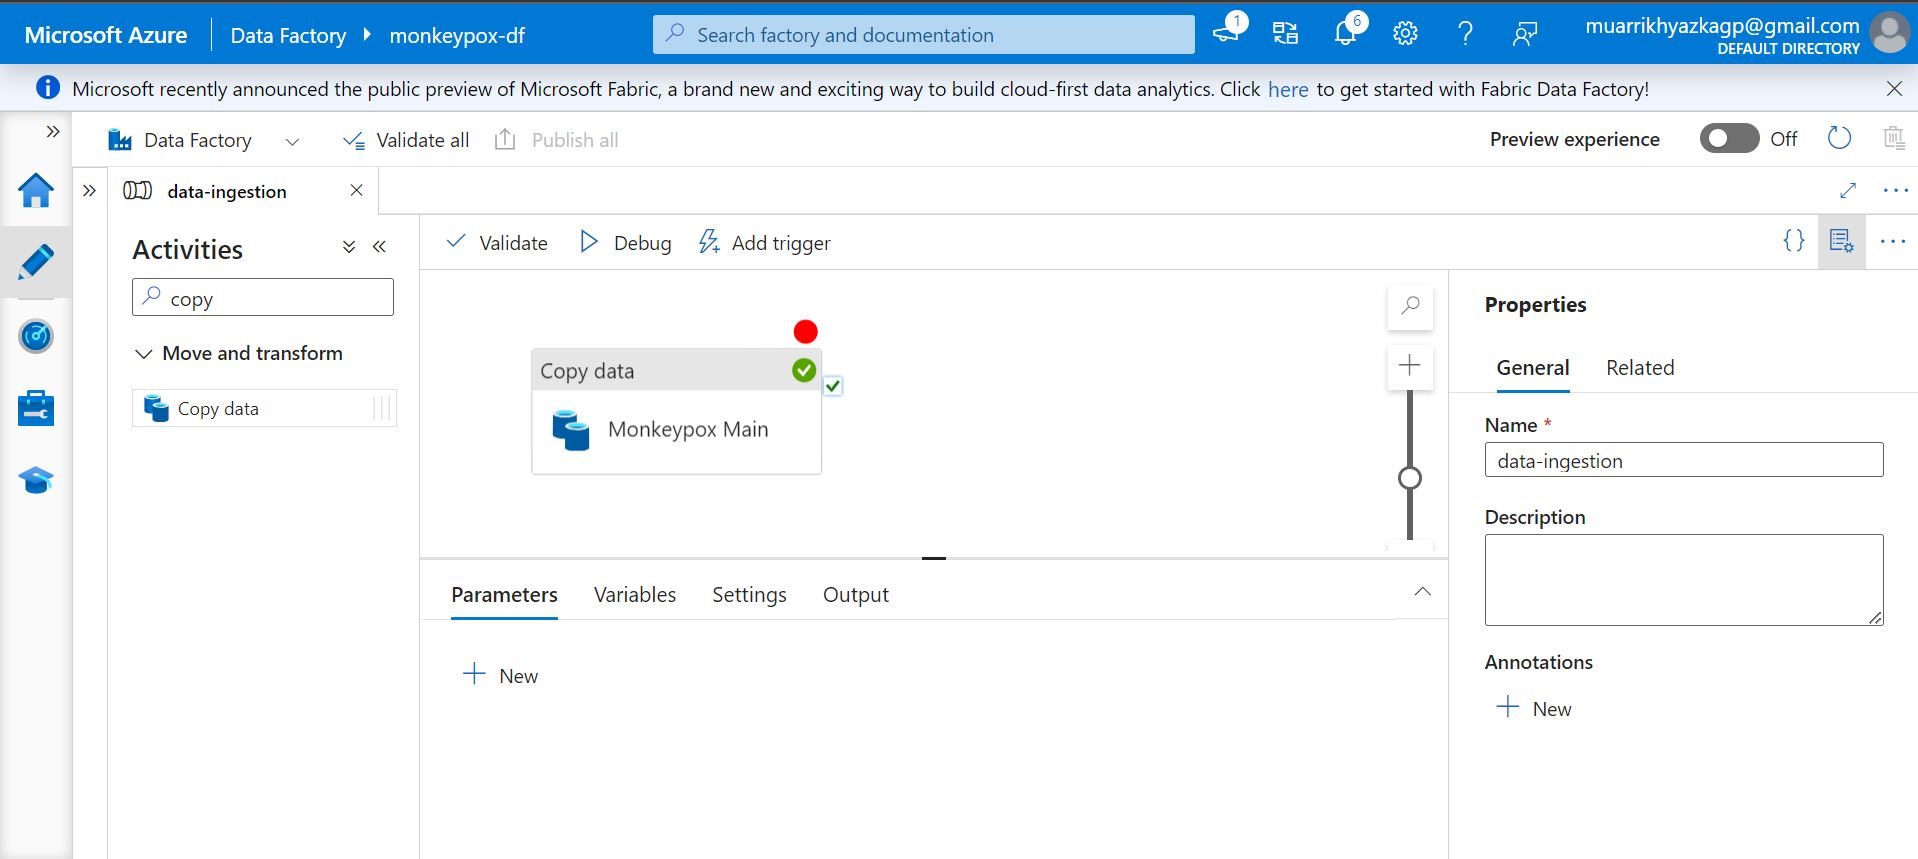 Microsoft Azure
Data Factory
monkeypox-df
Search factory and documentation
1
6
muarrikhyazkagp@gmail.com
DEFAULT DIRECTORY
Microsoft recently announced the public preview of Microsoft Fabric, a brand new and exciting way to build cloud-first data analytics. Click here to get started with Fabric Data Factory!
Data Factory
Validate all
Publish all
Preview experience
Off
data-ingestion
Activities
copy
Move and transform
Copy data
Validate
Debug
Add trigger
Copy data
Monkeypox Main
Parameters
Variables
Settings
Output
New
Properties
General
Related
Name *
data-ingestion
Description
Annotations
New